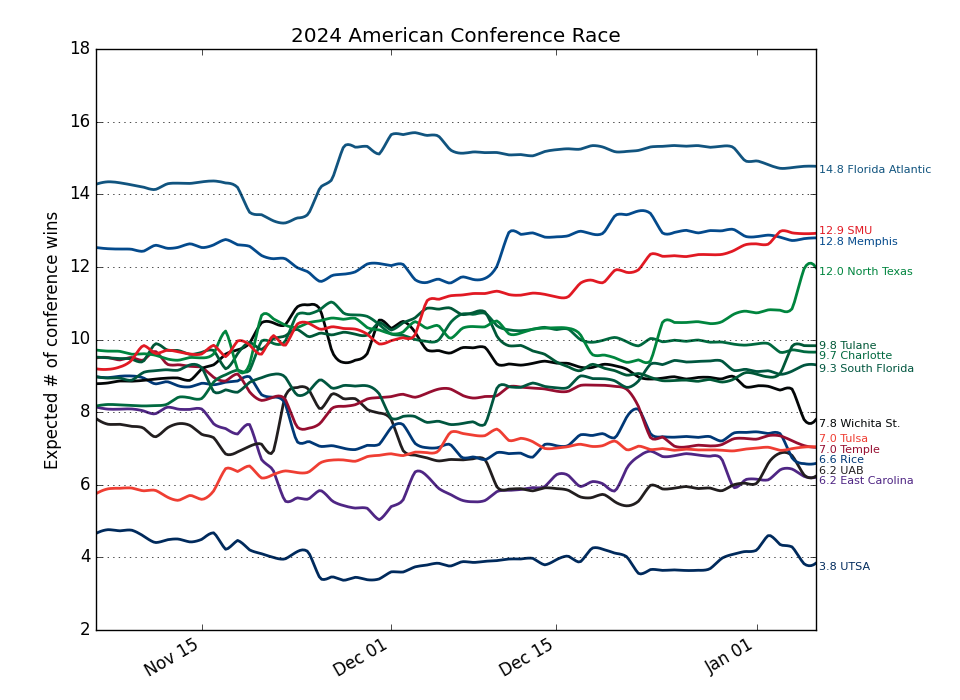 2024 American Conference Race
Expected # of conference wins
18
16
14
12
10
8
6
4
2
14.8 Florida Atlantic
12.9 SMU
12.8 Memphis
12.0 North Texas
9.8 Tulane
9.7 Charlotte
9.3 South Florida
7.8 Wichita St.
7.0 Tulsa
7.0 Temple
6.6 Rice
6.2 UAB
6.2 East Carolina
3.8 UTSA
Nov 15
Dec 01
Dec 15
Jan 01